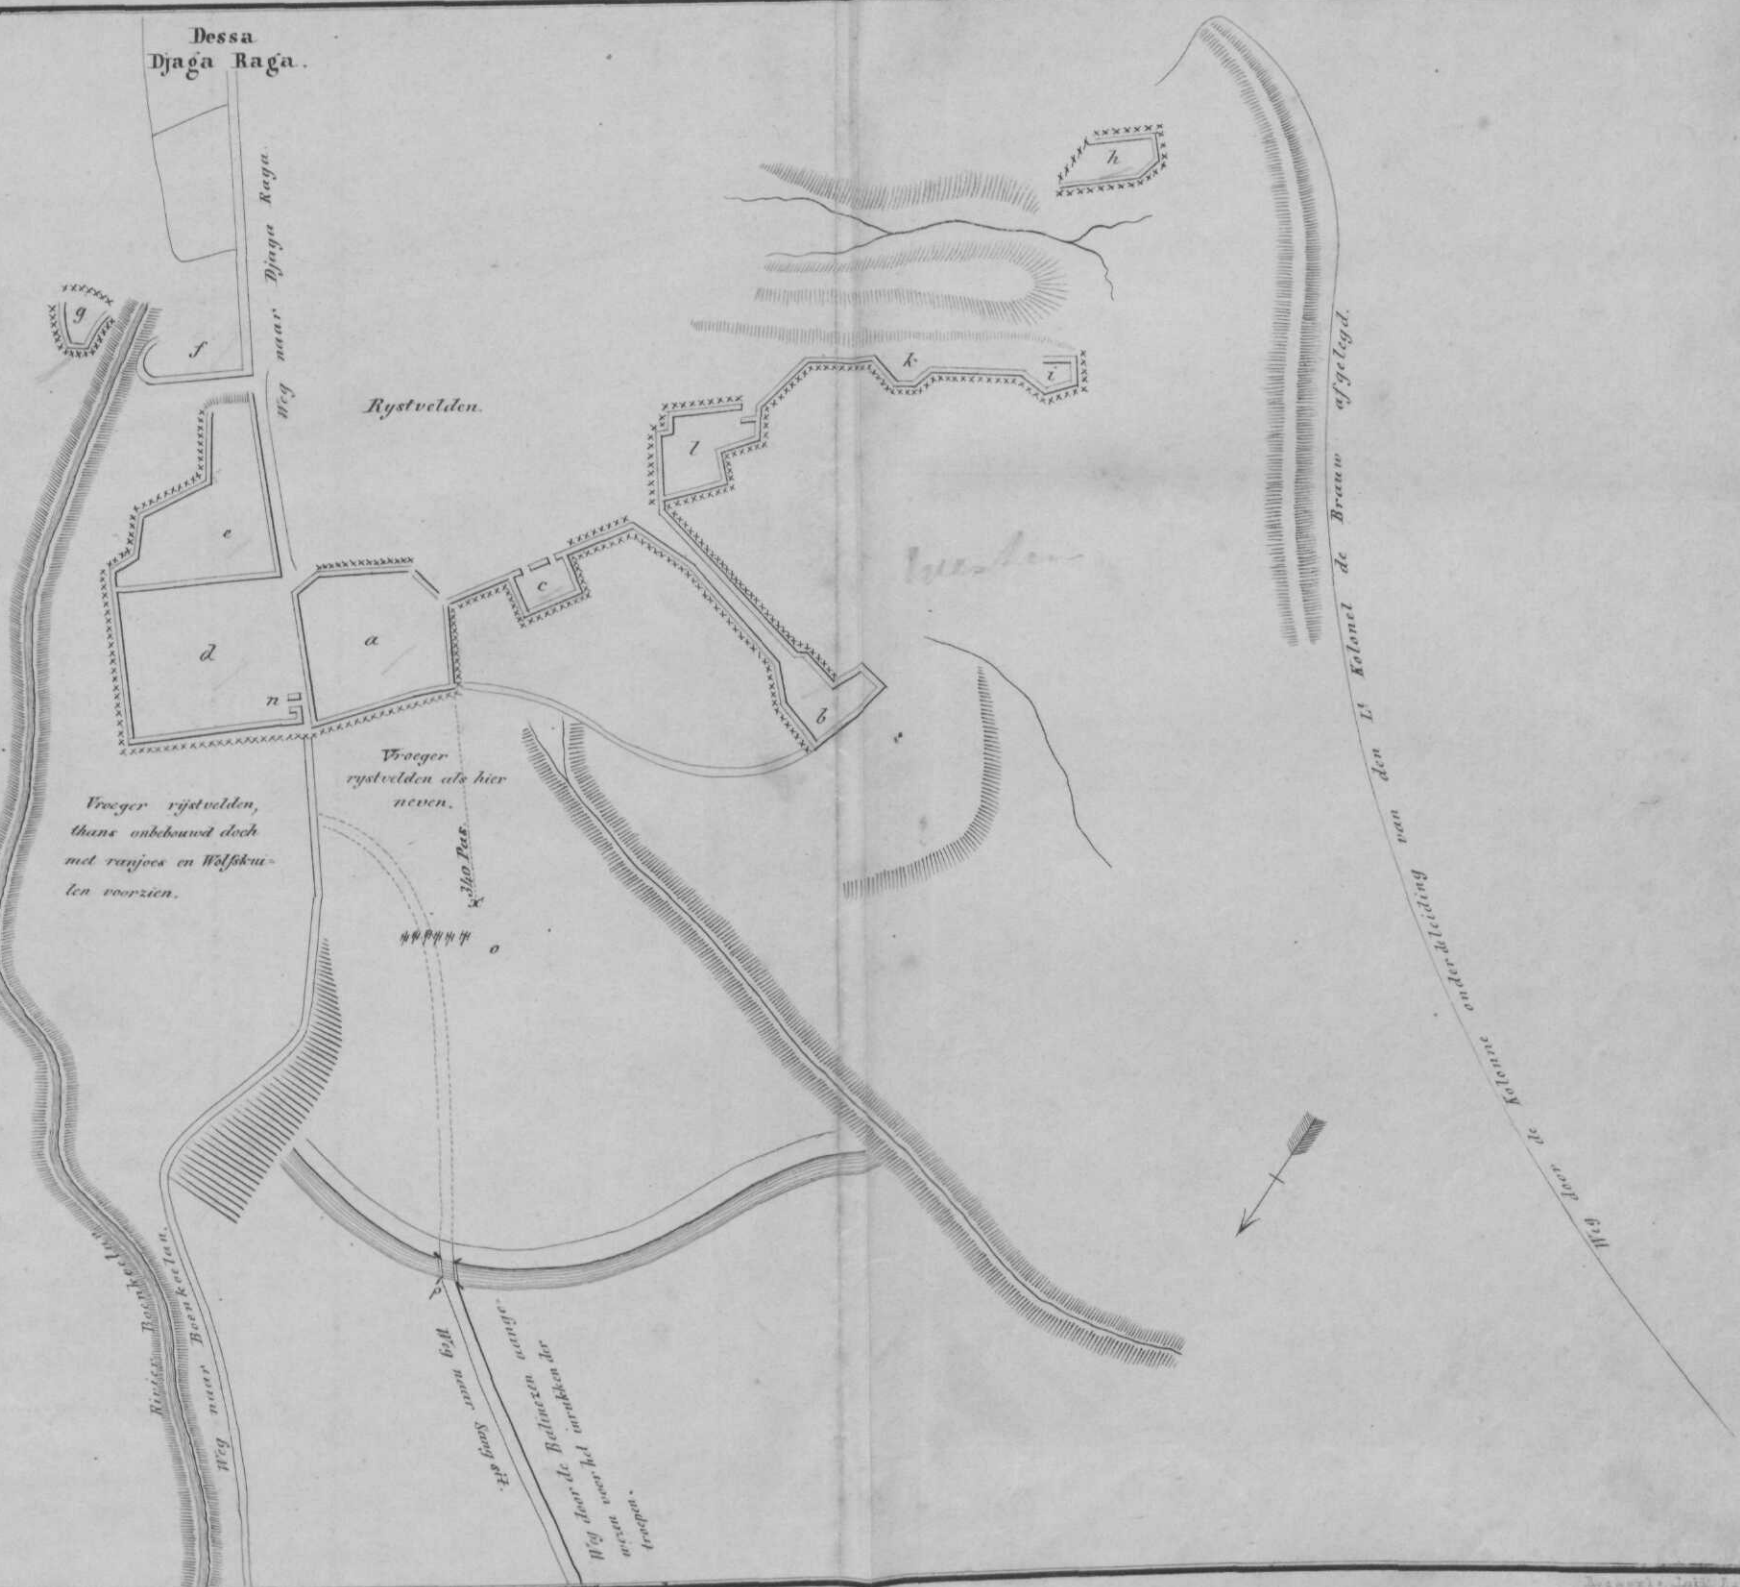 Dessa
Djaga Raga.
Weg naar Djaga Raga.
h
g
f
Rystvelden.
k
i
l
e
c
d
a
n
b
Vroeger
rystvelden als hier
neven.
Vroeger rijstvelden,
thans onbebouwd doch
met ranjoes en Wolfskui=
len voorzien.
340 Pas.
o
p
Rivier Boenkoelan.
Weg naar Boenkoelan.
Weg naar Sang sit.
Weg door de Balinezen aange-
wezen voor het inrukken der
troepen.
Weg door de Kolonne onder de leiding van den Lt Kolonel de Brauw afgelegd.